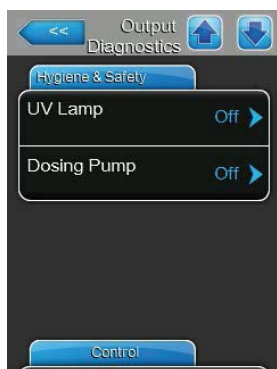 << Output
Diagnostics
Hygiene & Safety
UV Lamp Off
Dosing Pump Off
Control